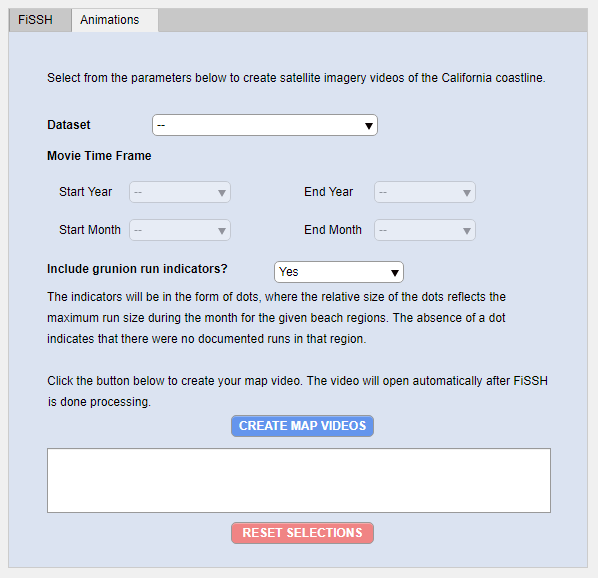 FiSSH Animations
Select from the parameters below to create satellite imagery videos of the California coastline.
Dataset --
Movie Time Frame
Start Year -- End Year --
Start Month -- End Month --
Include grunion run indicators? Yes
The indicators will be in the form of dots, where the relative size of the dots reflects the
maximum run size during the month for the given beach regions. The absence of a dot
indicates that there were no documented runs in that region.
Click the button below to create your map video. The video will open automatically after FiSSH
is done processing.
CREATE MAP VIDEOS
RESET SELECTIONS